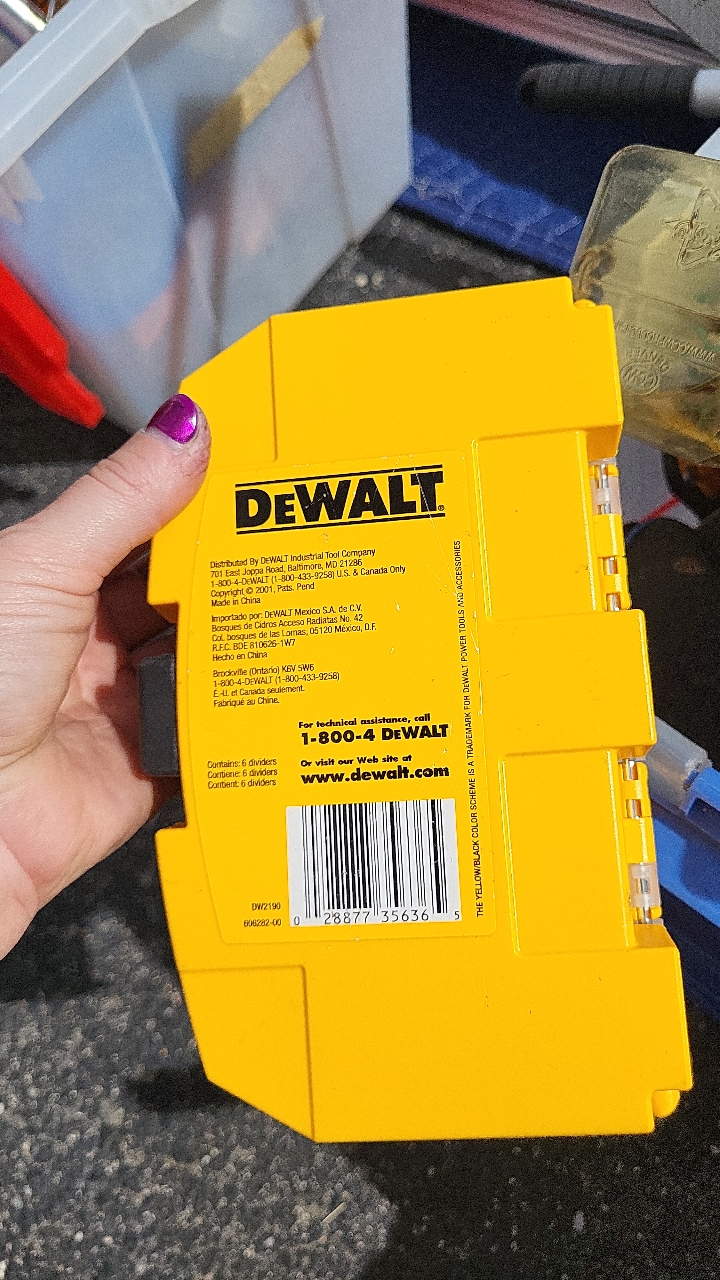 DEWALT®
Distributed By DEWALT Industrial Tool Company
701 East Joppa Road, Baltimore, MD 21286
1-800-4-DEWALT (1-800-433-9258) U.S. & Canada Only
Copyright © 2001, Pats. Pend
Made in China
Importado por: DEWALT Mexico S.A. de C.V.
Bosques de Cidros Acceso Radiatas No. 42
Col. bosques de las Lomas, 05120 México, D.F.
R.F.C. BDE 810626-1W7
Hecho en China
Brockville (Ontario) K6V 5W6
1-800-4-DEWALT (1-800-433-9258)
É.-U. et Canada seulement.
Fabriqué au Chine.
For technical assistance, call
1-800-4 DEWALT
Contains: 6 dividers
Contiene: 6 dividers
Contient: 6 dividers
Or visit our Web site at
www.dewalt.com
DW2190
606282-00
0 28877 35636 5
THE YELLOW/BLACK COLOR SCHEME IS A TRADEMARK FOR DEWALT POWER TOOLS AND ACCESSORIES